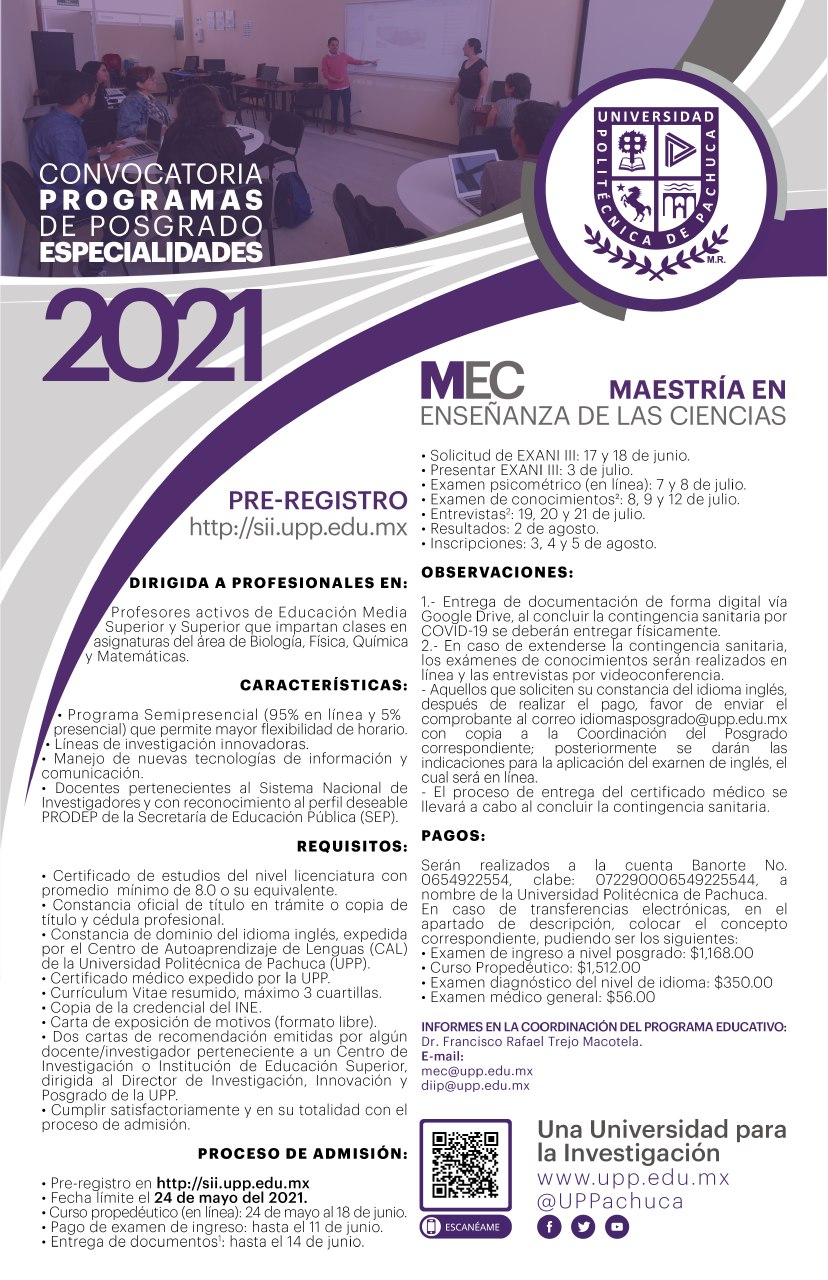 CONVOCATORIA
PROGRAMAS
DE POSGRADO
ESPECIALIDADES
2021
UNIVERSIDAD
POLITÉCNICA DE PACHUCA
M.R.
PRE-REGISTRO
http://sii.upp.edu.mx
DIRIGIDA A PROFESIONALES EN:
Profesores activos de Educación Media
Superior y Superior que impartan clases en
asignaturas del área de Biología, Física, Química
y Matemáticas.
CARACTERÍSTICAS:
• Programa Semipresencial (95% en línea y 5%
presencial) que permite mayor flexibilidad de horario.
• Líneas de investigación innovadoras.
• Manejo de nuevas tecnologías de información y
comunicación.
• Docentes pertenecientes al Sistema Nacional de
Investigadores y con reconocimiento al perfil deseable
PRODEP de la Secretaría de Educación Pública (SEP).
REQUISITOS:
• Certificado de estudios del nivel licenciatura con
promedio mínimo de 8.0 o su equivalente.
• Constancia oficial de título en trámite o copia de
título y cédula profesional.
• Constancia de dominio del idioma inglés, expedida
por el Centro de Autoaprendizaje de Lenguas (CAL)
de la Universidad Politécnica de Pachuca (UPP).
• Certificado médico expedido por la UPP.
• Currículum Vitae resumido, máximo 3 cuartillas.
• Copia de la credencial del INE.
• Carta de exposición de motivos (formato libre).
• Dos cartas de recomendación emitidas por algún
docente/investigador perteneciente a un Centro de
Investigación o Institución de Educación Superior,
dirigida al Director de Investigación, Innovación y
Posgrado de la UPP.
• Cumplir satisfactoriamente y en su totalidad con el
proceso de admisión.
PROCESO DE ADMISIÓN:
• Pre-registro en http://sii.upp.edu.mx
• Fecha límite el 24 de mayo del 2021.
• Curso propedéutico (en línea): 24 de mayo al 18 de junio.
• Pago de examen de ingreso: hasta el 11 de junio.
• Entrega de documentos¹: hasta el 14 de junio.
MEC MAESTRÍA EN
ENSEÑANZA DE LAS CIENCIAS
• Solicitud de EXANI III: 17 y 18 de junio.
• Presentar EXANI III: 3 de julio.
• Examen psicométrico (en línea): 7 y 8 de julio.
• Examen de conocimientos²: 8, 9 y 12 de julio.
• Entrevistas²: 19, 20 y 21 de julio.
• Resultados: 2 de agosto.
• Inscripciones: 3, 4 y 5 de agosto.
OBSERVACIONES:
1.- Entrega de documentación de forma digital vía
Google Drive, al concluir la contingencia sanitaria por
COVID-19 se deberán entregar físicamente.
2.- En caso de extenderse la contingencia sanitaria,
los exámenes de conocimientos serán realizados en
línea y las entrevistas por videoconferencia.
- Aquellos que soliciten su constancia del idioma inglés,
después de realizar el pago, favor de enviar el
comprobante al correo idiomasposgrado@upp.edu.mx
con copia a la Coordinación del Posgrado
correspondiente; posteriormente se darán las
indicaciones para la aplicación del examen de inglés, el
cual será en línea.
- El proceso de entrega del certificado médico se
llevará a cabo al concluir la contingencia sanitaria.
PAGOS:
Serán realizados a la cuenta Banorte No.
0654922554, clabe: 072290006549225544, a
nombre de la Universidad Politécnica de Pachuca.
En caso de transferencias electrónicas, en el
apartado de descripción, colocar el concepto
correspondiente, pudiendo ser los siguientes:
• Examen de ingreso a nivel posgrado: $1,168.00
• Curso Propedéutico: $1,512.00
• Examen diagnóstico del nivel de idioma: $350.00
• Examen médico general: $56.00
INFORMES EN LA COORDINACIÓN DEL PROGRAMA EDUCATIVO:
Dr. Francisco Rafael Trejo Macotela.
E-mail:
mec@upp.edu.mx
diip@upp.edu.mx
ESCANÉAME
Una Universidad para
la Investigación
www.upp.edu.mx
@UPPachuca